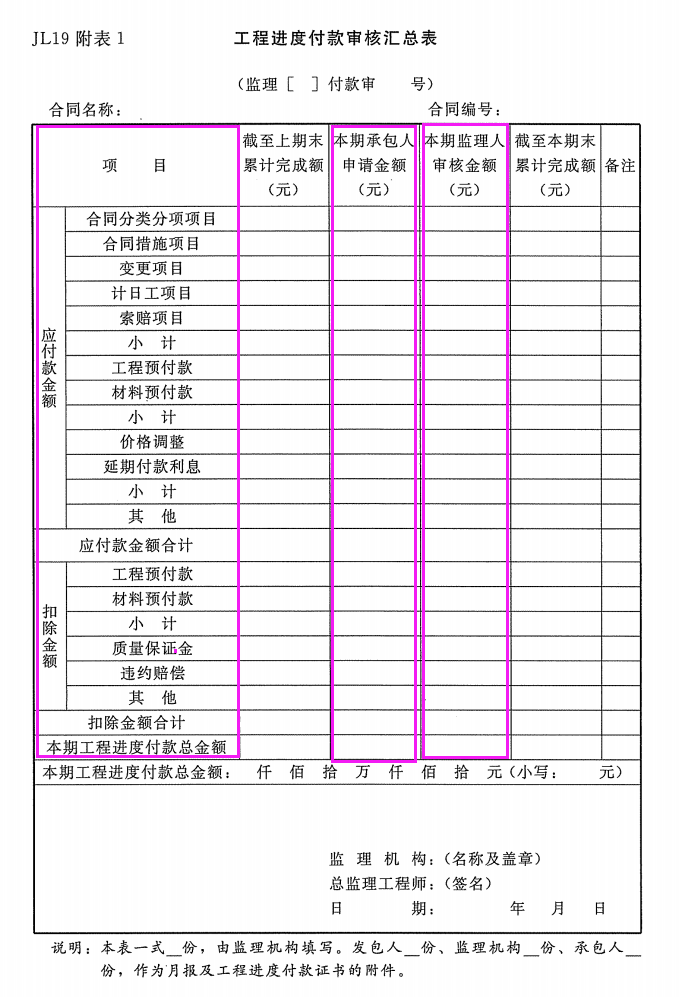 JL19 附表 1
工程进度付款审核汇总表
（监理［　］付款审　　号）
合同名称：　　合同编号：
项　目　截至上期末累计完成额（元）　本期承包人申请金额（元）　本期监理人审核金额（元）　截至本期末累计完成额（元）　备注
应付款金额
合同分类分项项目
合同措施项目
变更项目
计日工项目
索赔项目
小　计
工程预付款
材料预付款
小　计
价格调整
延期付款利息
小　计
其　他
应付款金额合计
扣除金额
工程预付款
材料预付款
小　计
质量保证金
违约赔偿
其　他
扣除金额合计
本期工程进度付款总金额
本期工程进度付款总金额：　仟　佰　拾　万　仟　佰　拾　元（小写：　　元）
监　理　机　构：（名称及盖章）
总监理工程师：（签名）
日　　　期：　　年　月　日
说明：本表一式__份，由监理机构填写。发包人__份、监理机构__份、承包人__
份，作为月报及工程进度付款证书的附件。